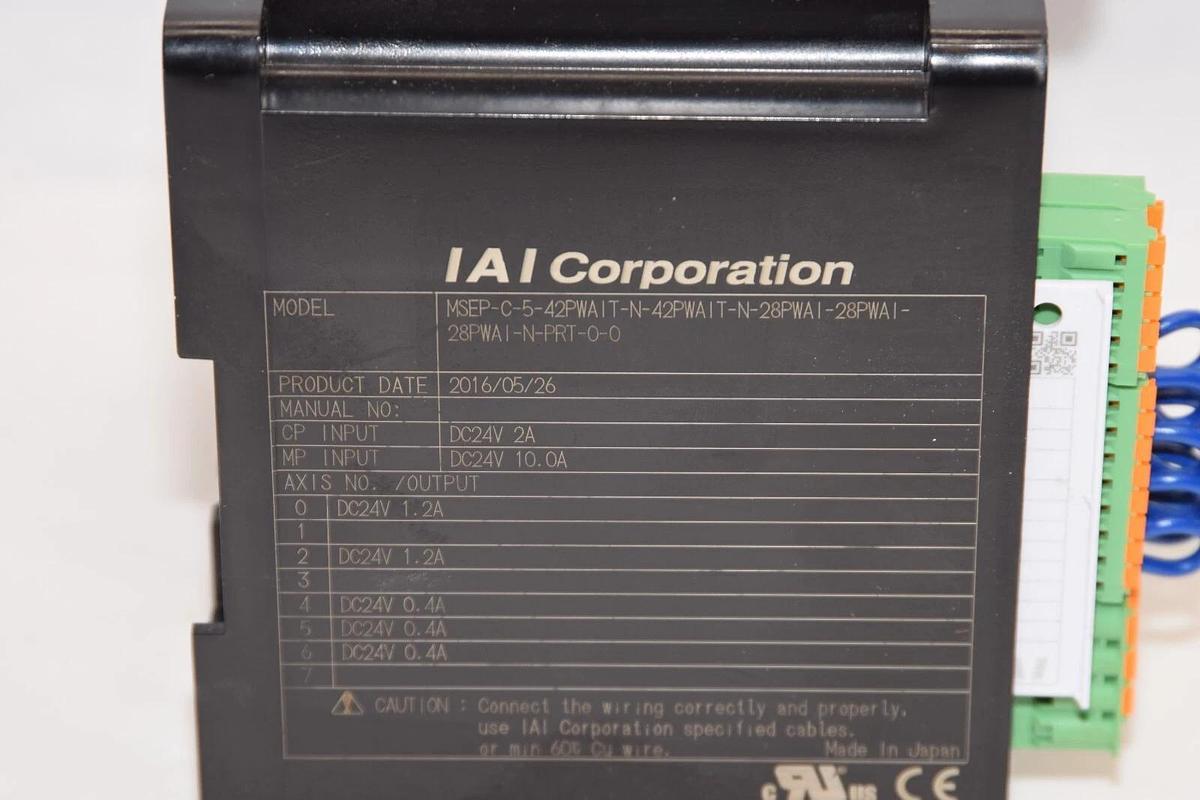 IAI Corporation
MODEL MSEP-C-5-42PWAIT-N-42PWAIT-N-28PWAI-28PWAI-
28PWAI-N-PRT-0-0
PRODUCT DATE 2016/05/26
MANUAL NO:
CP INPUT DC24V 2A
MP INPUT DC24V 10.0A
AXIS NO. /OUTPUT
0 DC24V 1.2A
1
2 DC24V 1.2A
3
4 DC24V 0.4A
5 DC24V 0.4A
6 DC24V 0.4A
7
CAUTION : Connect the wiring correctly and properly,
use IAI Corporation specified cables.
or min 60℃ Cu wire. Made In Japan
c RU US CE